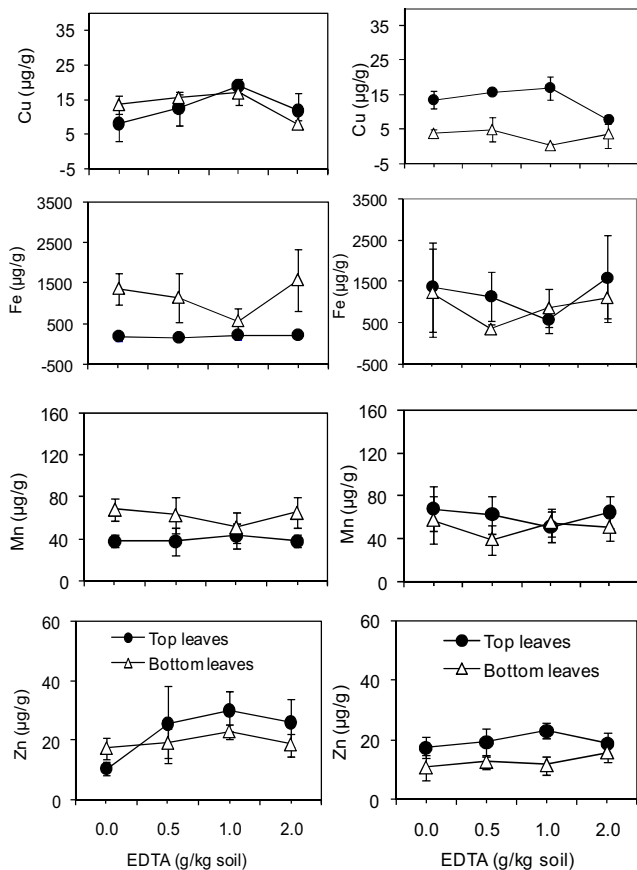 35
25
15
5
-5
Cu (µg/g)
35
25
15
5
-5
Cu (µg/g)
3500
2500
1500
500
-500
Fe (µg/g)
3500
2500
1500
500
-500
Fe (µg/g)
160
120
80
40
0
Mn (µg/g)
160
120
80
40
0
Mn (µg/g)
60
40
20
0
Zn (µg/g)
Top leaves
Bottom leaves
0.0 0.5 1.0 2.0
EDTA (g/kg soil)
60
40
20
0
Zn (µg/g)
Top leaves
Bottom leaves
0.0 0.5 1.0 2.0
EDTA (g/kg soil)